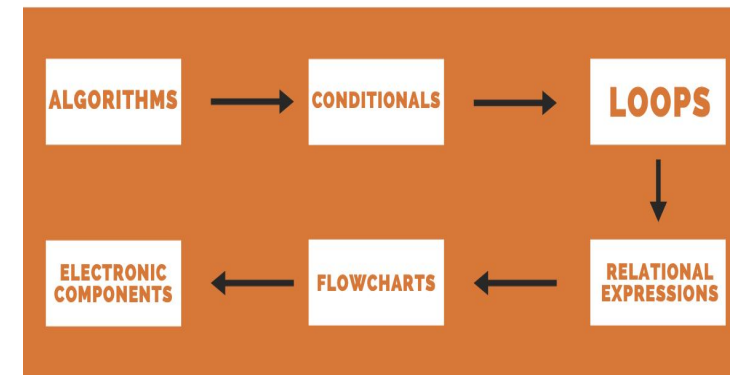 ALGORITHMS
CONDITIONALS
LOOPS
RELATIONAL
EXPRESSIONS
FLOWCHARTS
ELECTRONIC
COMPONENTS